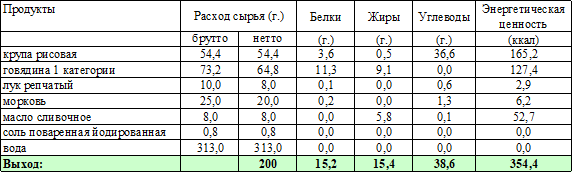 Продукты Расход сырья (г.) Белки Жиры Углеводы Энергетическая ценность
брутто нетто (г.) (г.) (г.) (ккал)
крупа рисовая 54,4 54,4 3,6 0,5 36,6 165,2
говядина 1 категории 73,2 64,8 11,3 9,1 0,0 127,4
лук репчатый 10,0 8,0 0,1 0,0 0,6 2,9
морковь 25,0 20,0 0,2 0,0 1,3 6,2
масло сливочное 8,0 8,0 0,0 5,8 0,1 52,7
соль поваренная йодированная 0,8 0,8 0,0 0,0 0,0 0,0
вода 313,0 313,0 0,0 0,0 0,0 0,0
Выход: 200 15,2 15,4 38,6 354,4